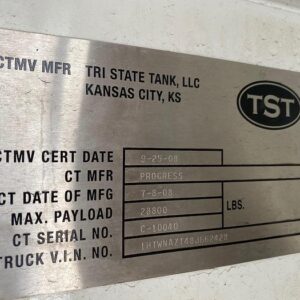 CTMV MFR TRI STATE TANK, LLC
KANSAS CITY, KS
TST
CTMV CERT DATE 9-25-08
CT MFR PROGRESS
CT DATE OF MFG 7-8-08
MAX. PAYLOAD 28800 LBS.
CT SERIAL NO. C-10040
TRUCK V.I.N. NO.